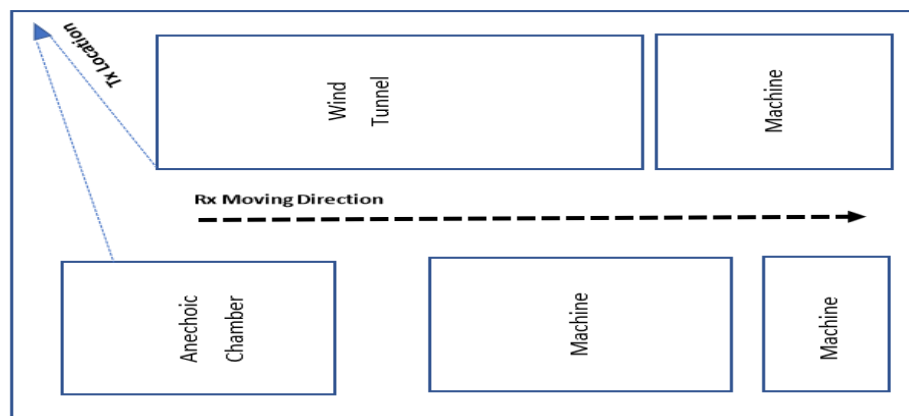 Tx Location
Wind
Tunnel
Machine
Rx Moving Direction
Anechoic
Chamber
Machine
Machine